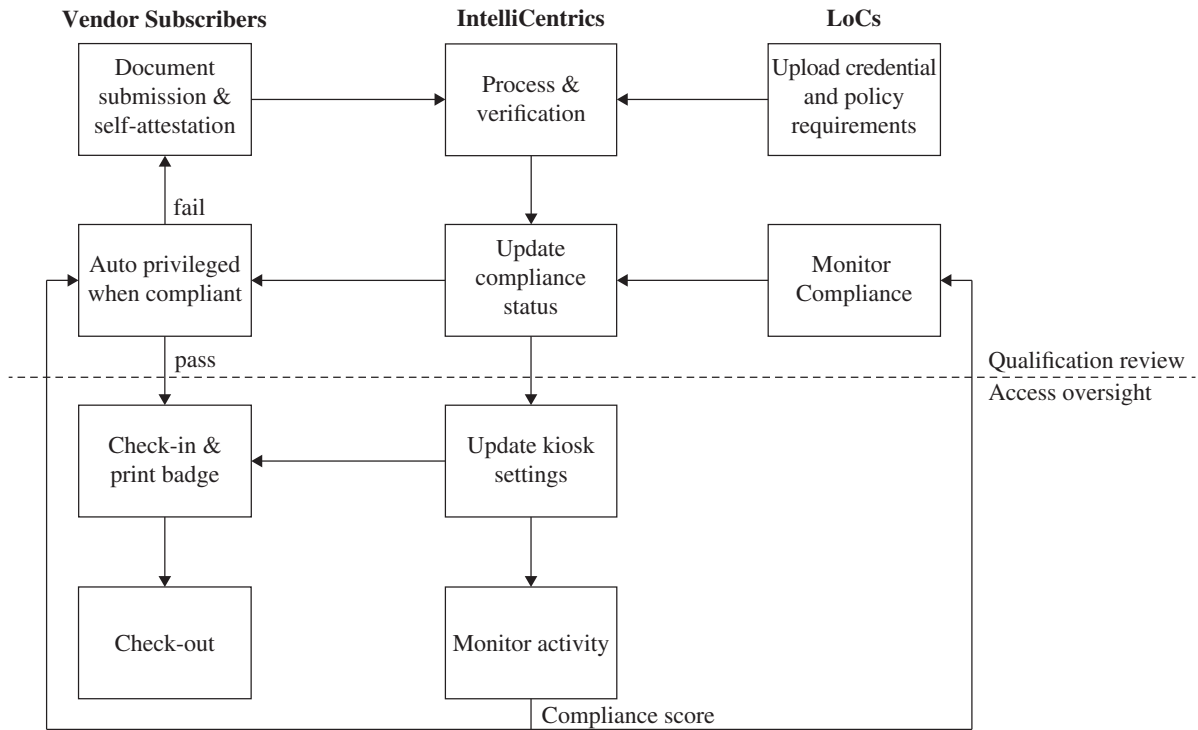 Vendor Subscribers
IntelliCentrics
LoCs
Document
submission &
self-attestation
Process &
verification
Upload credential
and policy
requirements
fail
Auto privileged
when compliant
Update
compliance
status
Monitor
Compliance
pass
Qualification review
Access oversight
Check-in &
print badge
Update kiosk
settings
Check-out
Monitor activity
Compliance score